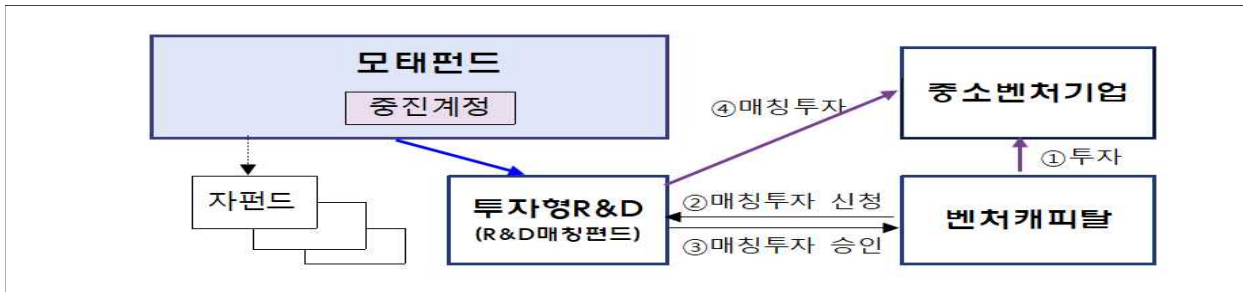 모태펀드
중진계정
중소벤처기업
④매칭투자
①투자
자펀드
투자형R&D
(R&D매칭편드)
②매칭투자 신청
③매칭투자 승인
벤처캐피탈